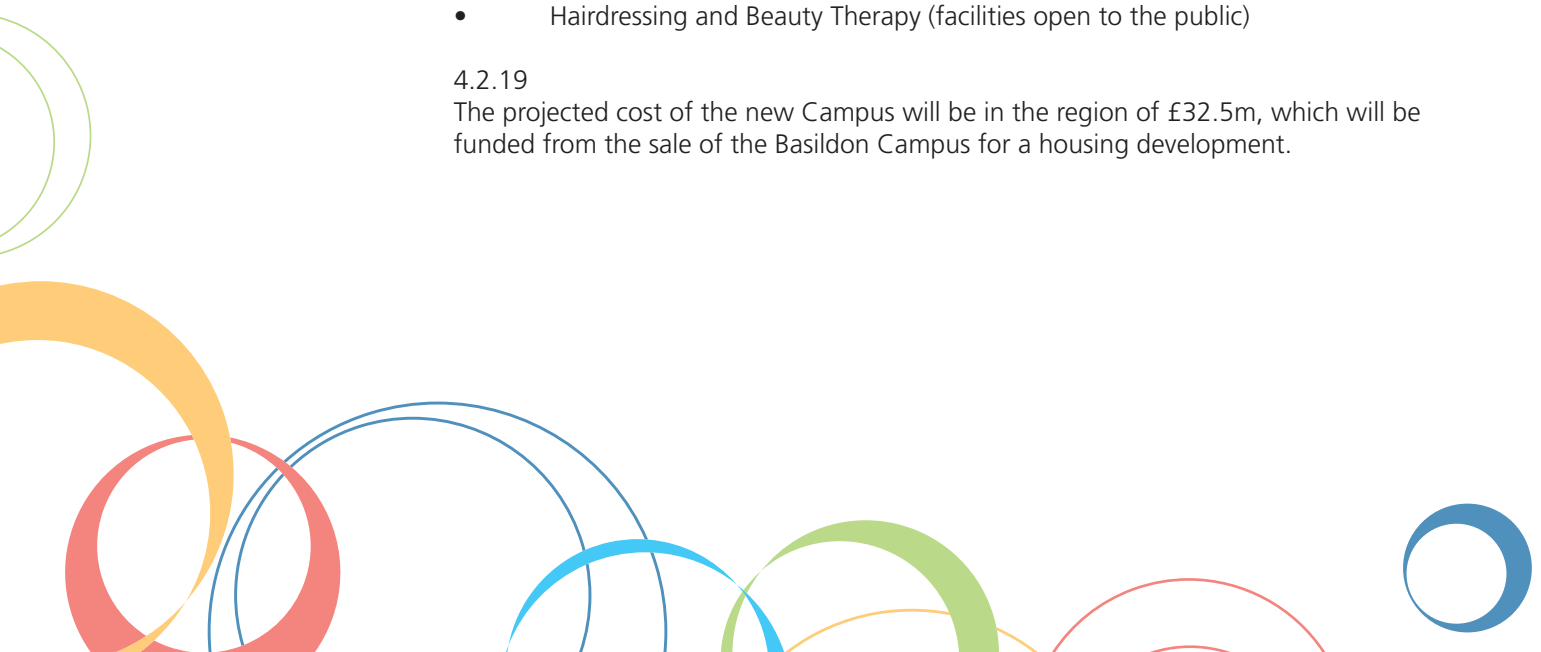 • Hairdressing and Beauty Therapy (facilities open to the public)
4.2.19
The projected cost of the new Campus will be in the region of £32.5m, which will be
funded from the sale of the Basildon Campus for a housing development.